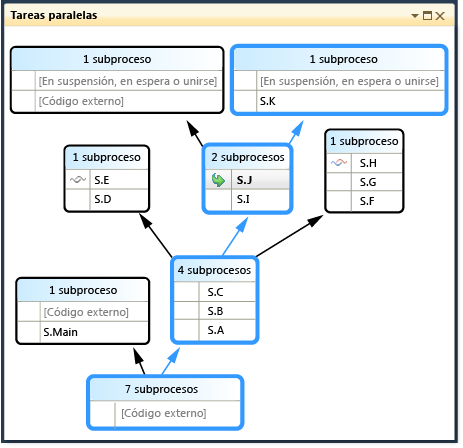 Tareas paralelas
1 subproceso
[En suspensión, en espera o unirse]
[Código externo]
1 subproceso
[En suspensión, en espera o unirse]
S.K
1 subproceso
S.E
S.D
2 subprocesos
S.J
S.I
1 subproceso
S.H
S.G
S.F
4 subprocesos
S.C
S.B
S.A
1 subproceso
[Código externo]
S.Main
7 subprocesos
[Código externo]